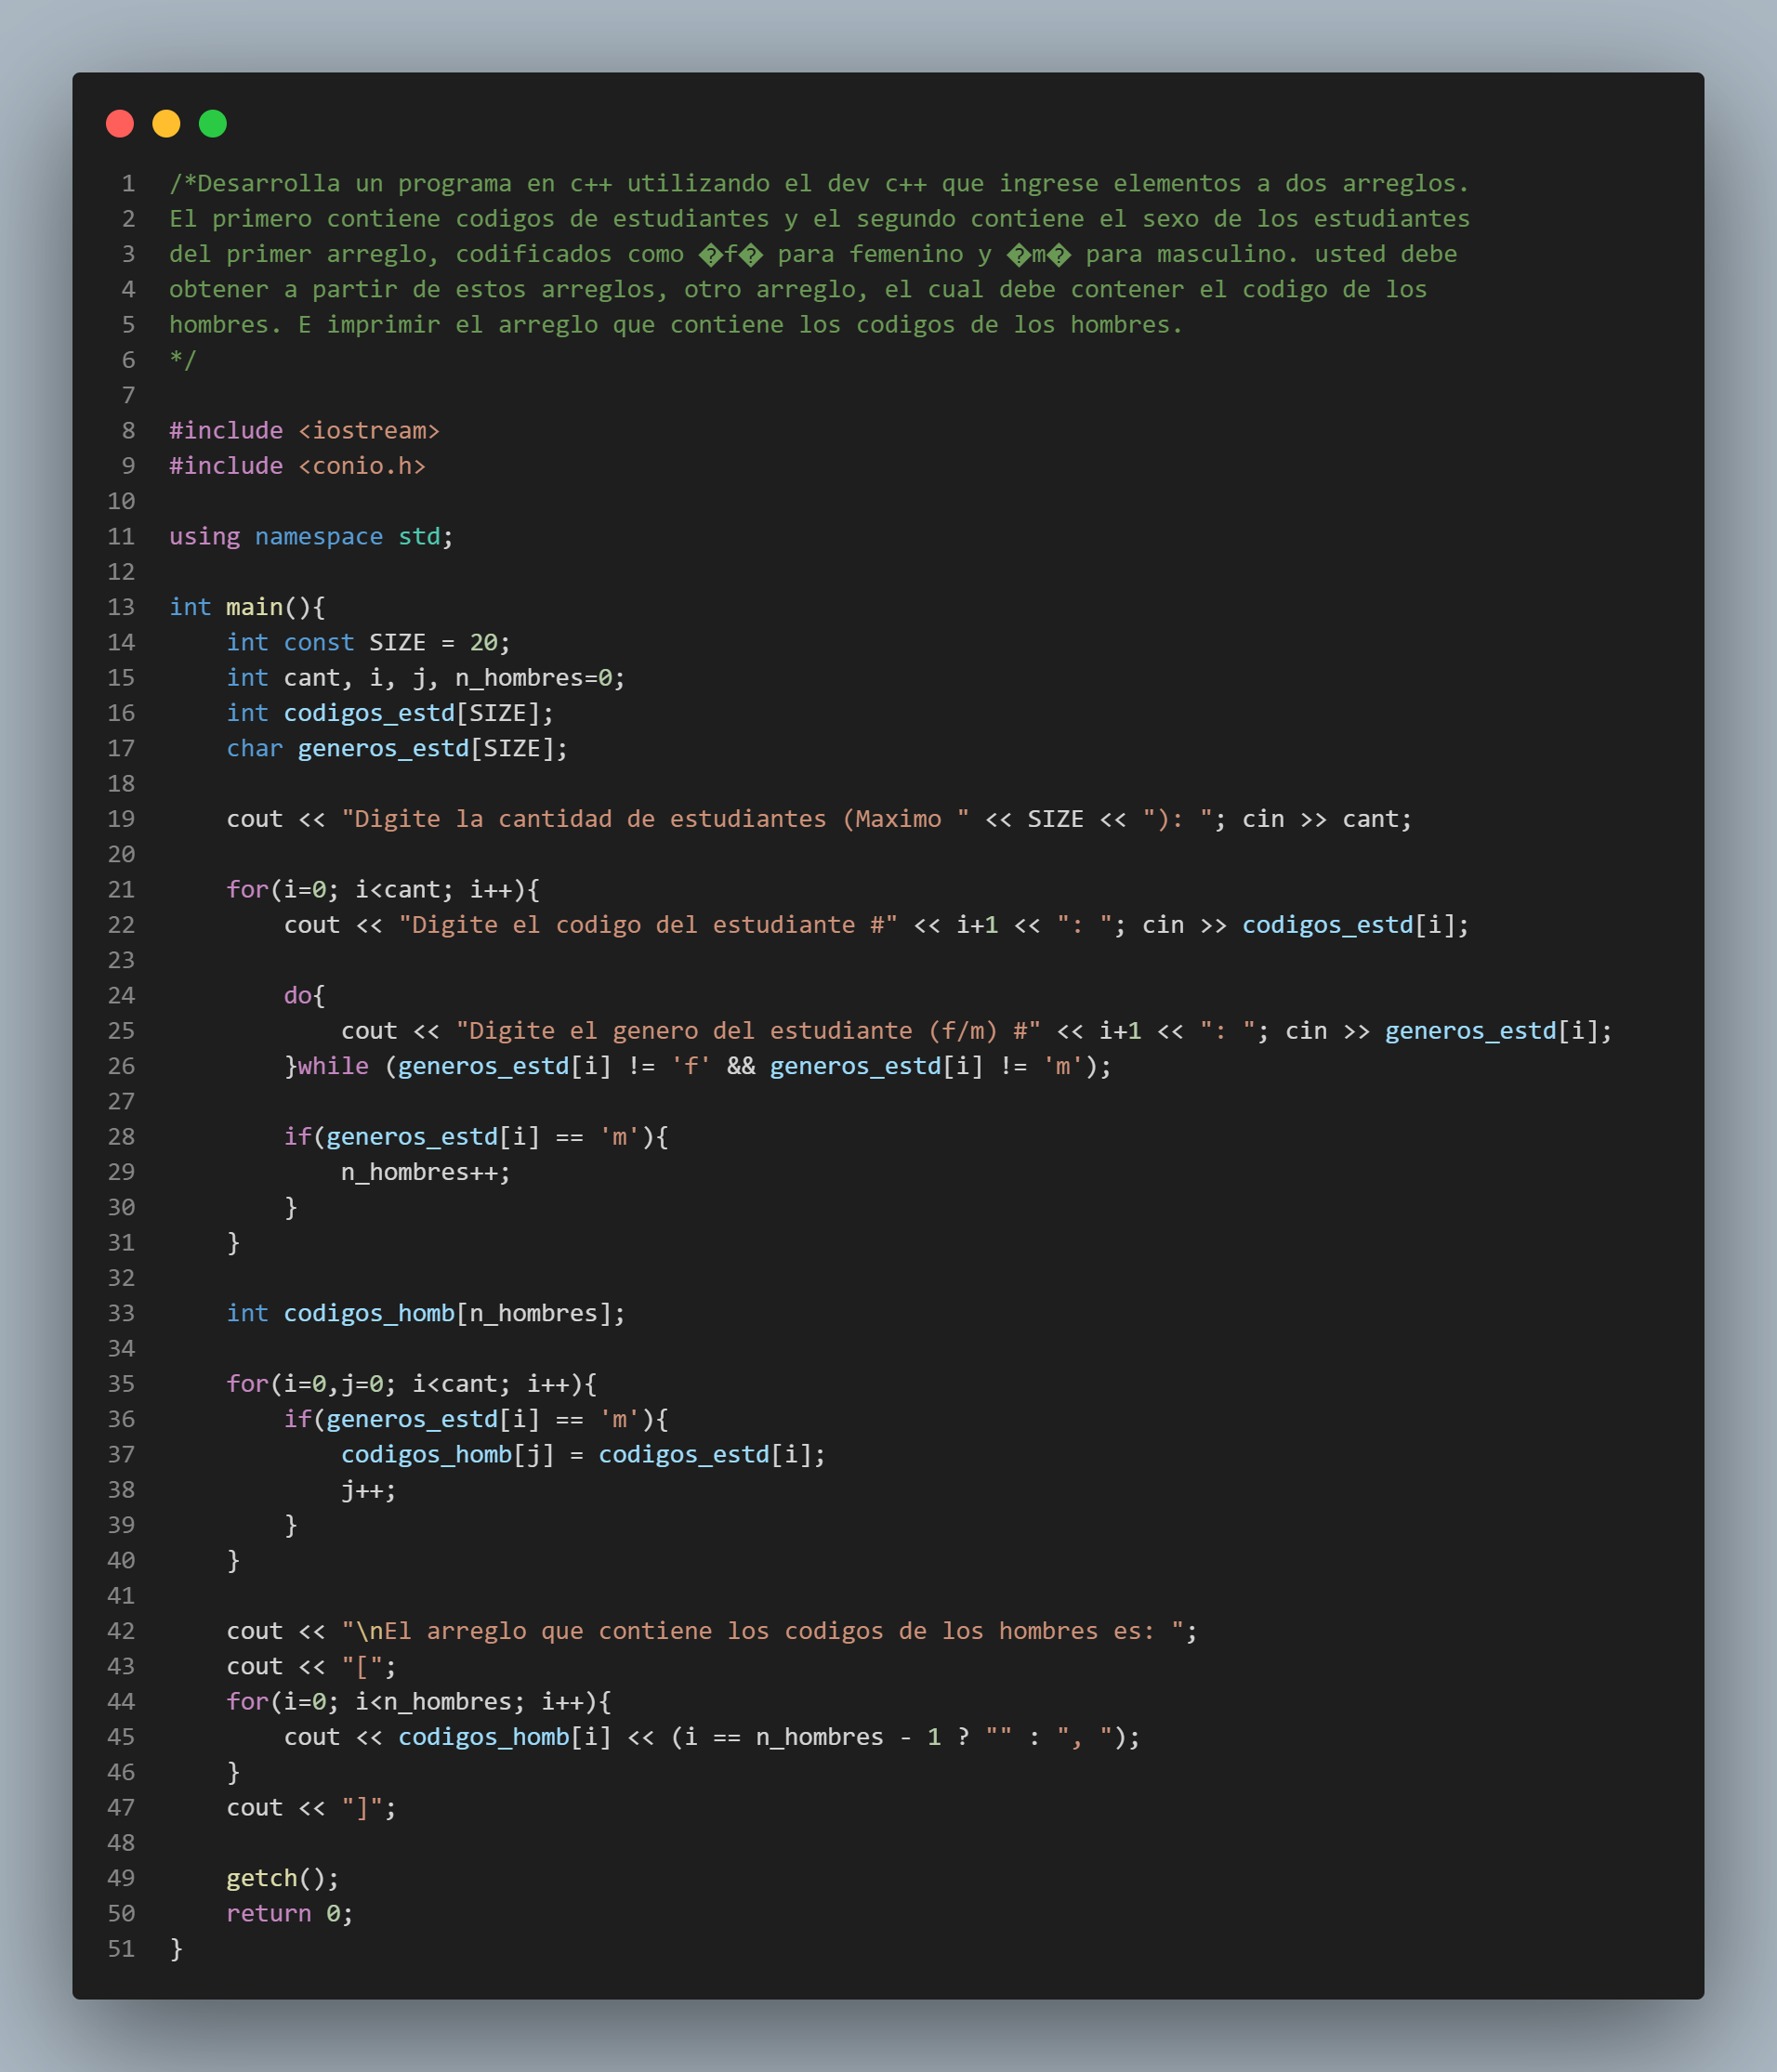 1 /*Desarrolla un programa en c++ utilizando el dev c++ que ingrese elementos a dos arreglos.
2 El primero contiene codigos de estudiantes y el segundo contiene el sexo de los estudiantes
3 del primer arreglo, codificados como �f� para femenino y �m� para masculino. usted debe
4 obtener a partir de estos arreglos, otro arreglo, el cual debe contener el codigo de los
5 hombres. E imprimir el arreglo que contiene los codigos de los hombres.
6 */
7
8 #include <iostream>
9 #include <conio.h>
10
11 using namespace std;
12
13 int main(){
14     int const SIZE = 20;
15     int cant, i, j, n_hombres=0;
16     int codigos_estd[SIZE];
17     char generos_estd[SIZE];
18
19     cout << "Digite la cantidad de estudiantes (Maximo " << SIZE << "): "; cin >> cant;
20
21     for(i=0; i<cant; i++){
22         cout << "Digite el codigo del estudiante #" << i+1 << ": "; cin >> codigos_estd[i];
23
24         do{
25             cout << "Digite el genero del estudiante (f/m) #" << i+1 << ": "; cin >> generos_estd[i];
26         }while (generos_estd[i] != 'f' && generos_estd[i] != 'm');
27
28         if(generos_estd[i] == 'm'){
29             n_hombres++;
30         }
31     }
32
33     int codigos_homb[n_hombres];
34
35     for(i=0,j=0; i<cant; i++){
36         if(generos_estd[i] == 'm'){
37             codigos_homb[j] = codigos_estd[i];
38             j++;
39         }
40     }
41
42     cout << "\nEl arreglo que contiene los codigos de los hombres es: ";
43     cout << "[";
44     for(i=0; i<n_hombres; i++){
45         cout << codigos_homb[i] << (i == n_hombres - 1 ? "" : ", ");
46     }
47     cout << "]";
48
49     getch();
50     return 0;
51 }